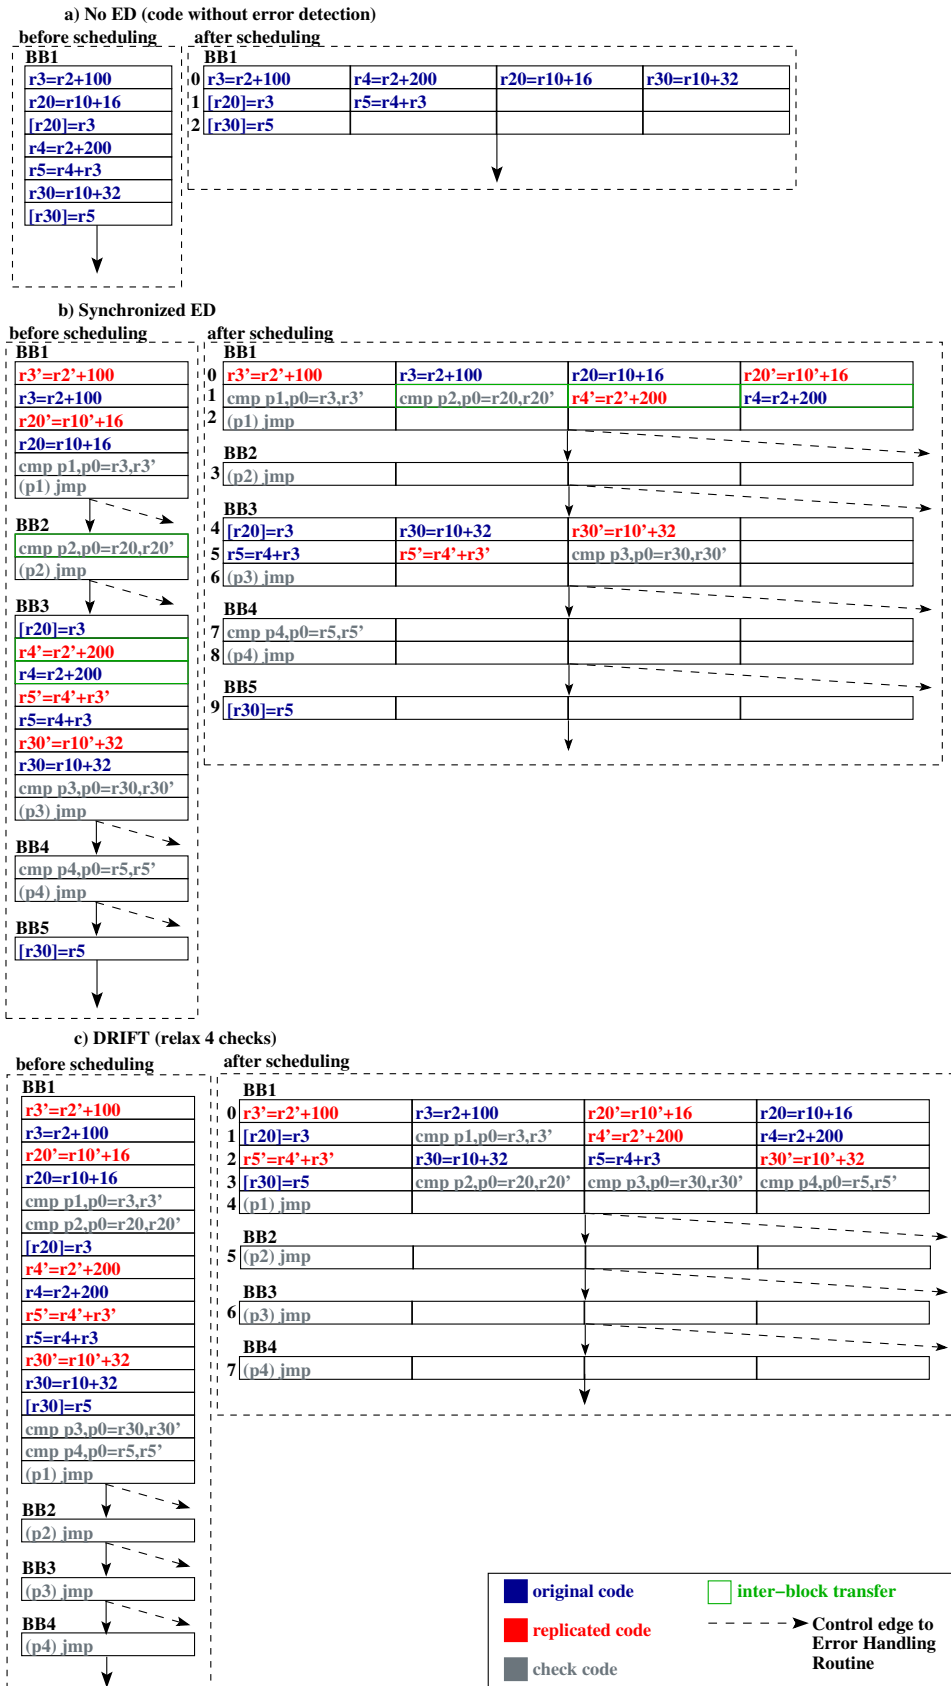 a) No ED (code without error detection)
before scheduling
BB1
r3=r2+100
r20=r10+16
[r20]=r3
r4=r2+200
r5=r4+r3
r30=r10+32
[r30]=r5
after scheduling
BB1
0 r3=r2+100 r4=r2+200 r20=r10+16 r30=r10+32
1 [r20]=r3 r5=r4+r3
2 [r30]=r5
b) Synchronized ED
before scheduling
BB1
r3'=r2'+100
r3=r2+100
r20'=r10'+16
r20=r10+16
cmp p1,p0=r3,r3'
(p1) jmp
BB2
cmp p2,p0=r20,r20'
(p2) jmp
BB3
[r20]=r3
r4'=r2'+200
r4=r2+200
r5'=r4'+r3'
r5=r4+r3
r30'=r10'+32
r30=r10+32
cmp p3,p0=r30,r30'
(p3) jmp
BB4
cmp p4,p0=r5,r5'
(p4) jmp
BB5
[r30]=r5
after scheduling
BB1
0 r3'=r2'+100 r3=r2+100 r20=r10+16 r20'=r10'+16
1 cmp p1,p0=r3,r3' cmp p2,p0=r20,r20' r4'=r2'+200 r4=r2+200
2 (p1) jmp
BB2
3 (p2) jmp
BB3
4 [r20]=r3 r30=r10+32 r30'=r10'+32
5 r5=r4+r3 r5'=r4'+r3' cmp p3,p0=r30,r30'
6 (p3) jmp
BB4
7 cmp p4,p0=r5,r5'
8 (p4) jmp
BB5
9 [r30]=r5
c) DRIFT (relax 4 checks)
before scheduling
BB1
r3'=r2'+100
r3=r2+100
r20'=r10'+16
r20=r10+16
cmp p1,p0=r3,r3'
cmp p2,p0=r20,r20'
[r20]=r3
r4'=r2'+200
r4=r2+200
r5'=r4'+r3'
r5=r4+r3
r30'=r10'+32
r30=r10+32
[r30]=r5
cmp p3,p0=r30,r30'
cmp p4,p0=r5,r5'
(p1) jmp
BB2
(p2) jmp
BB3
(p3) jmp
BB4
(p4) jmp
after scheduling
BB1
0 r3'=r2'+100 r3=r2+100 r20'=r10'+16 r20=r10+16
1 [r20]=r3 cmp p1,p0=r3,r3' r4'=r2'+200 r4=r2+200
2 r5'=r4'+r3' r30=r10+32 r5=r4+r3 r30'=r10'+32
3 [r30]=r5 cmp p2,p0=r20,r20' cmp p3,p0=r30,r30' cmp p4,p0=r5,r5'
4 (p1) jmp
BB2
5 (p2) jmp
BB3
6 (p3) jmp
BB4
7 (p4) jmp
original code
replicated code
check code
inter-block transfer
Control edge to
Error Handling
Routine